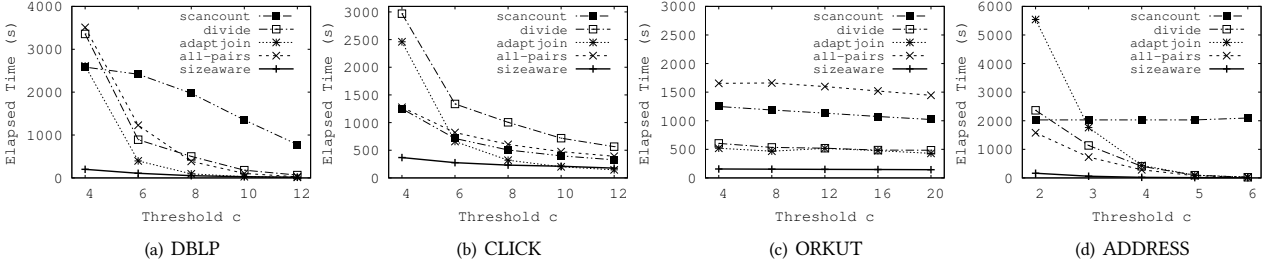 Elapsed Time (s)
4000
3000
2000
1000
0
scancount
divide
adaptjoin
all-pairs
sizeaware
4 6 8 10 12
Threshold c
(a) DBLP
Elapsed Time (s)
3000
2500
2000
1500
1000
500
0
scancount
divide
adaptjoin
all-pairs
sizeaware
4 6 8 10 12
Threshold c
(b) CLICK
Elapsed Time (s)
3000
2500
2000
1500
1000
500
0
scancount
divide
adaptjoin
all-pairs
sizeaware
4 8 12 16 20
Threshold c
(c) ORKUT
Elapsed Time (s)
6000
5000
4000
3000
2000
1000
0
scancount
divide
adaptjoin
all-pairs
sizeaware
2 3 4 5 6
Threshold c
(d) ADDRESS